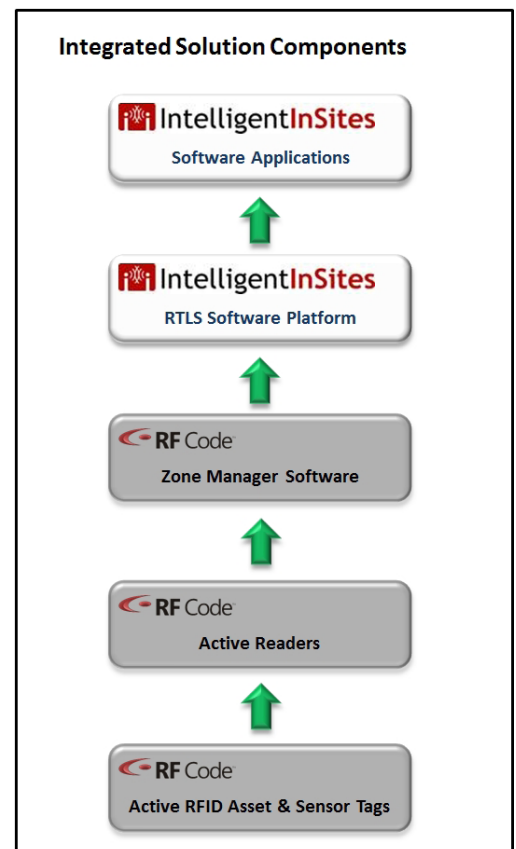 Integrated Solution Components
IntelligentInSites
Software Applications
IntelligentInSites
RTLS Software Platform
RF Code
Zone Manager Software
RF Code
Active Readers
RF Code
Active RFID Asset & Sensor Tags